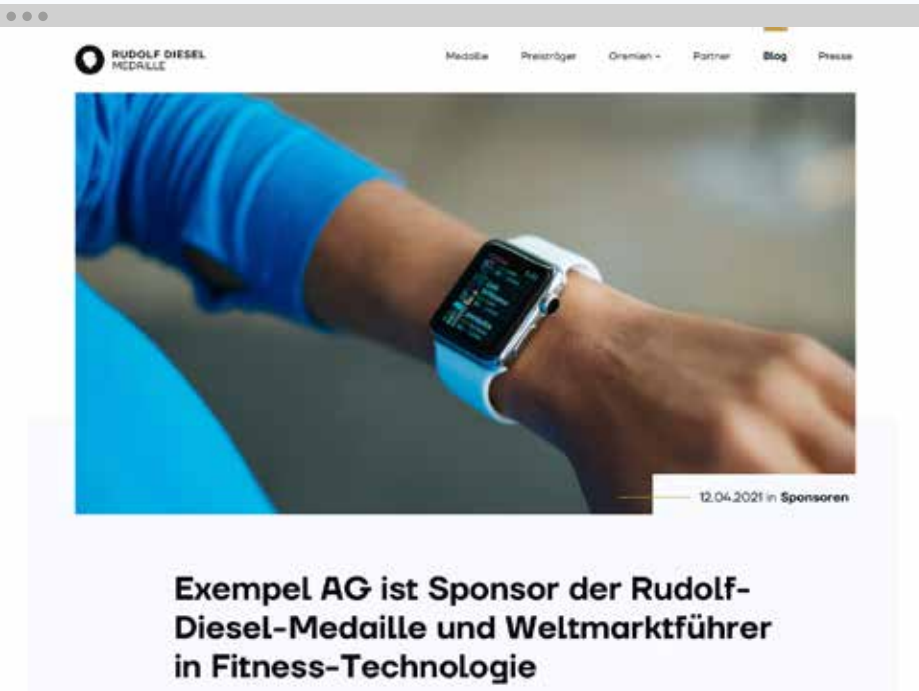 RUDOLF DIESEL
MEDAILLE
Medaille Preisträger Gremien Partner Blog Presse
12.04.2021 in Sponsoren
Exempel AG ist Sponsor der Rudolf-
Diesel-Medaille und Weltmarktführer
in Fitness-Technologie